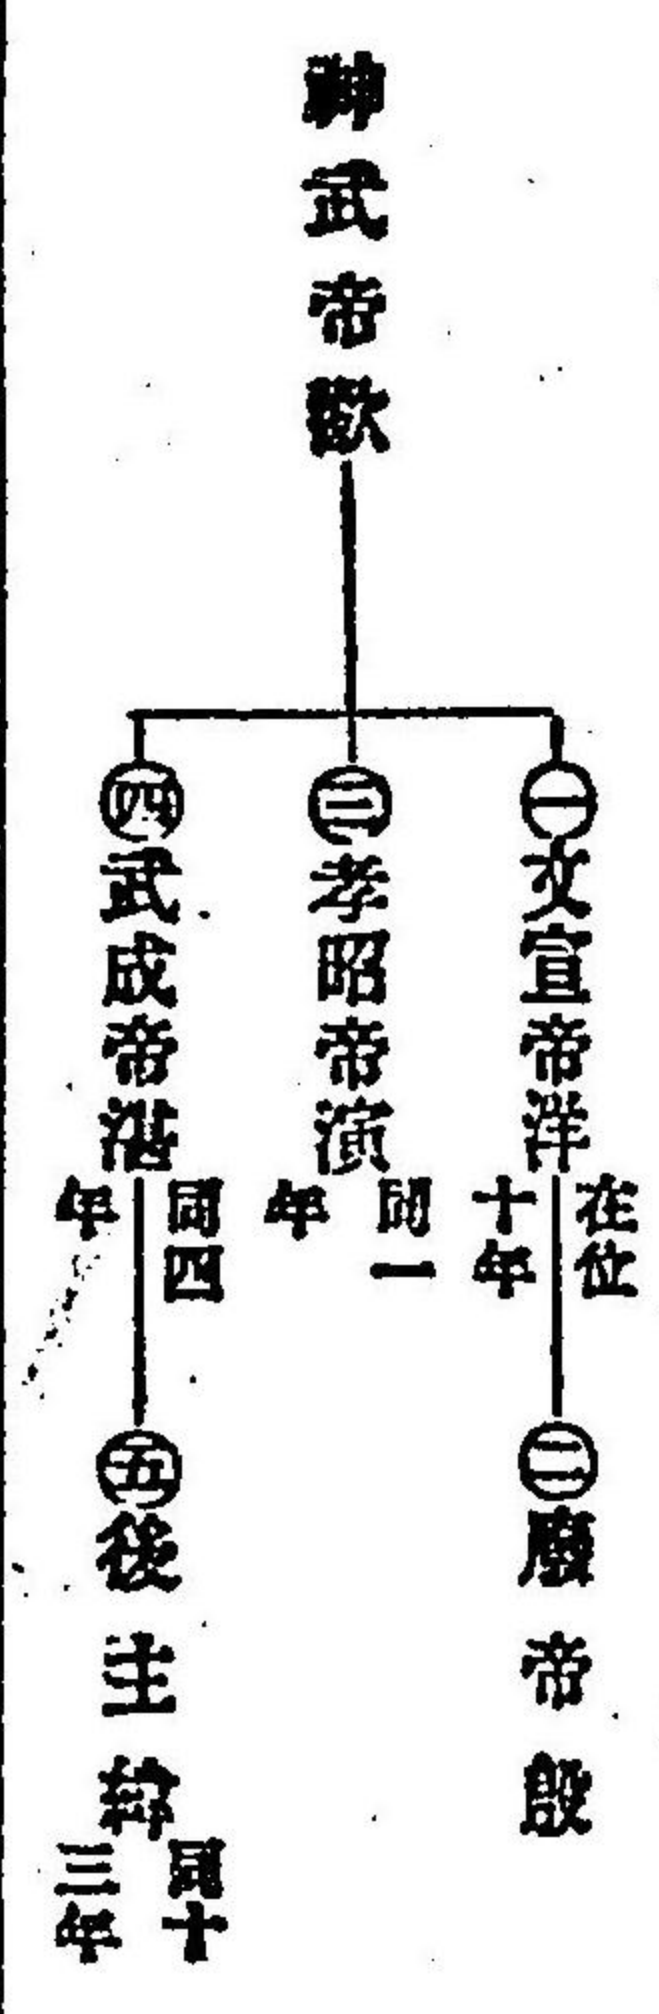 神武帝歡
㊀文宣帝洋
在位
十年
㊁廢帝殷
㊂孝昭帝演
同一
年
㊃武成帝湛
同四
年
㊄後主緯
同十
三年